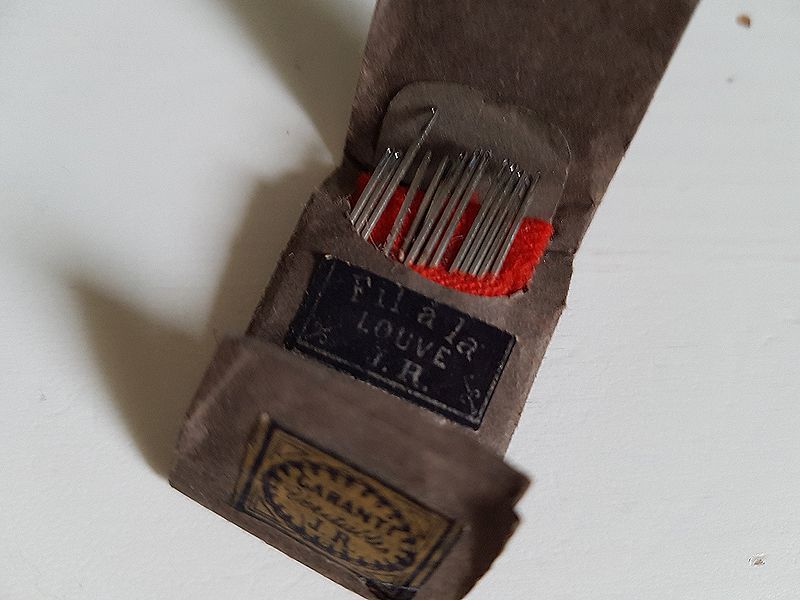 Fil à la
LOUVE
J. R.
GARANTI
J. R.